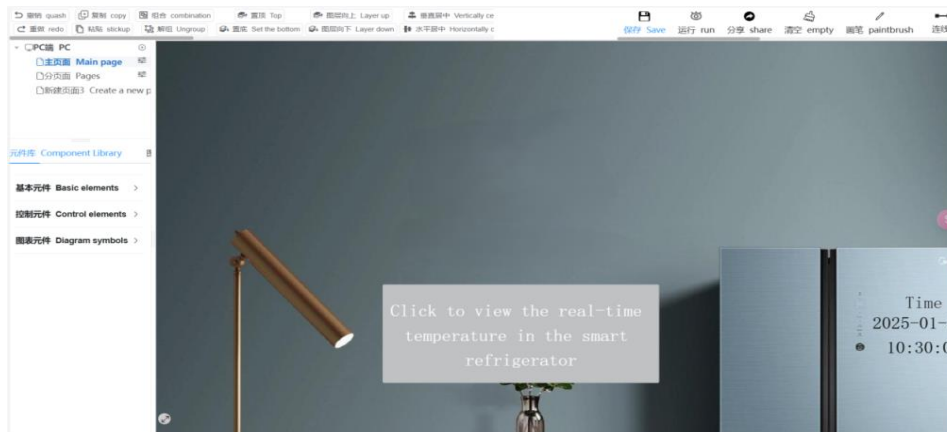 撤销 quash 复制 copy 组合 combination 置顶 Top 图层向上 Layer up 垂直居中 Vertically ce
重做 redo 粘贴 stickup 解组 Ungroup 置底 Set the bottom 图层向下 Layer down 水平居中 Horizontally c
保存 Save 运行 run 分享 share 清空 empty 画笔 paintbrush 连线
PC端 PC
主页面 Main page
分页面 Pages
新建页面3 Create a new p
元件库 Component Library
基本元件 Basic elements
控制元件 Control elements
图表元件 Diagram symbols
Click to view the real-time
temperature in the smart
refrigerator
Time
2025-01-
10:30:0